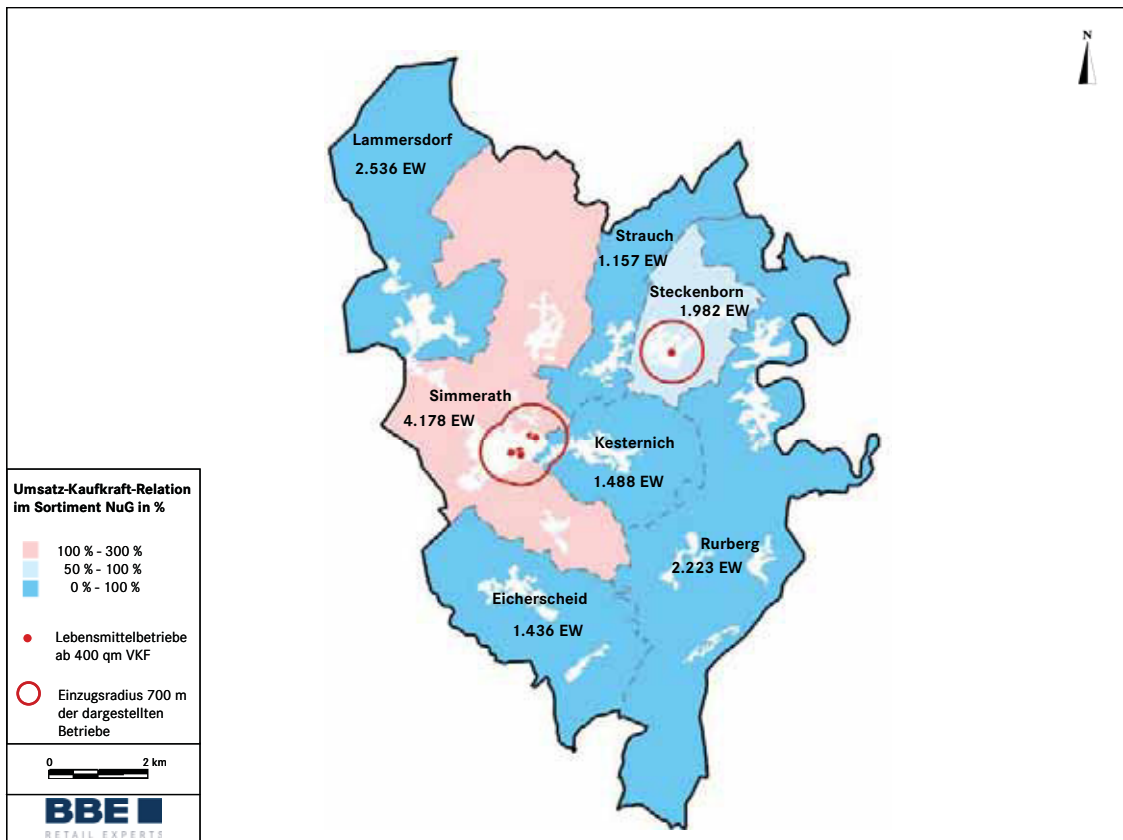 N
Lammersdorf
2.536 EW
Strauch
1.157 EW
Steckenborn
1.982 EW
Simmerath
4.178 EW
Kesternich
1.488 EW
Rurberg
2.223 EW
Eicherscheid
1.436 EW
Umsatz-Kaufkraft-Relation
im Sortiment NuG in %
100 % - 300 %
50 % - 100 %
0 % - 100 %
Lebensmittelbetriebe
ab 400 qm VKF
Einzugsradius 700 m
der dargestellten
Betriebe
0 2 km
BBE
RETAIL EXPERTS